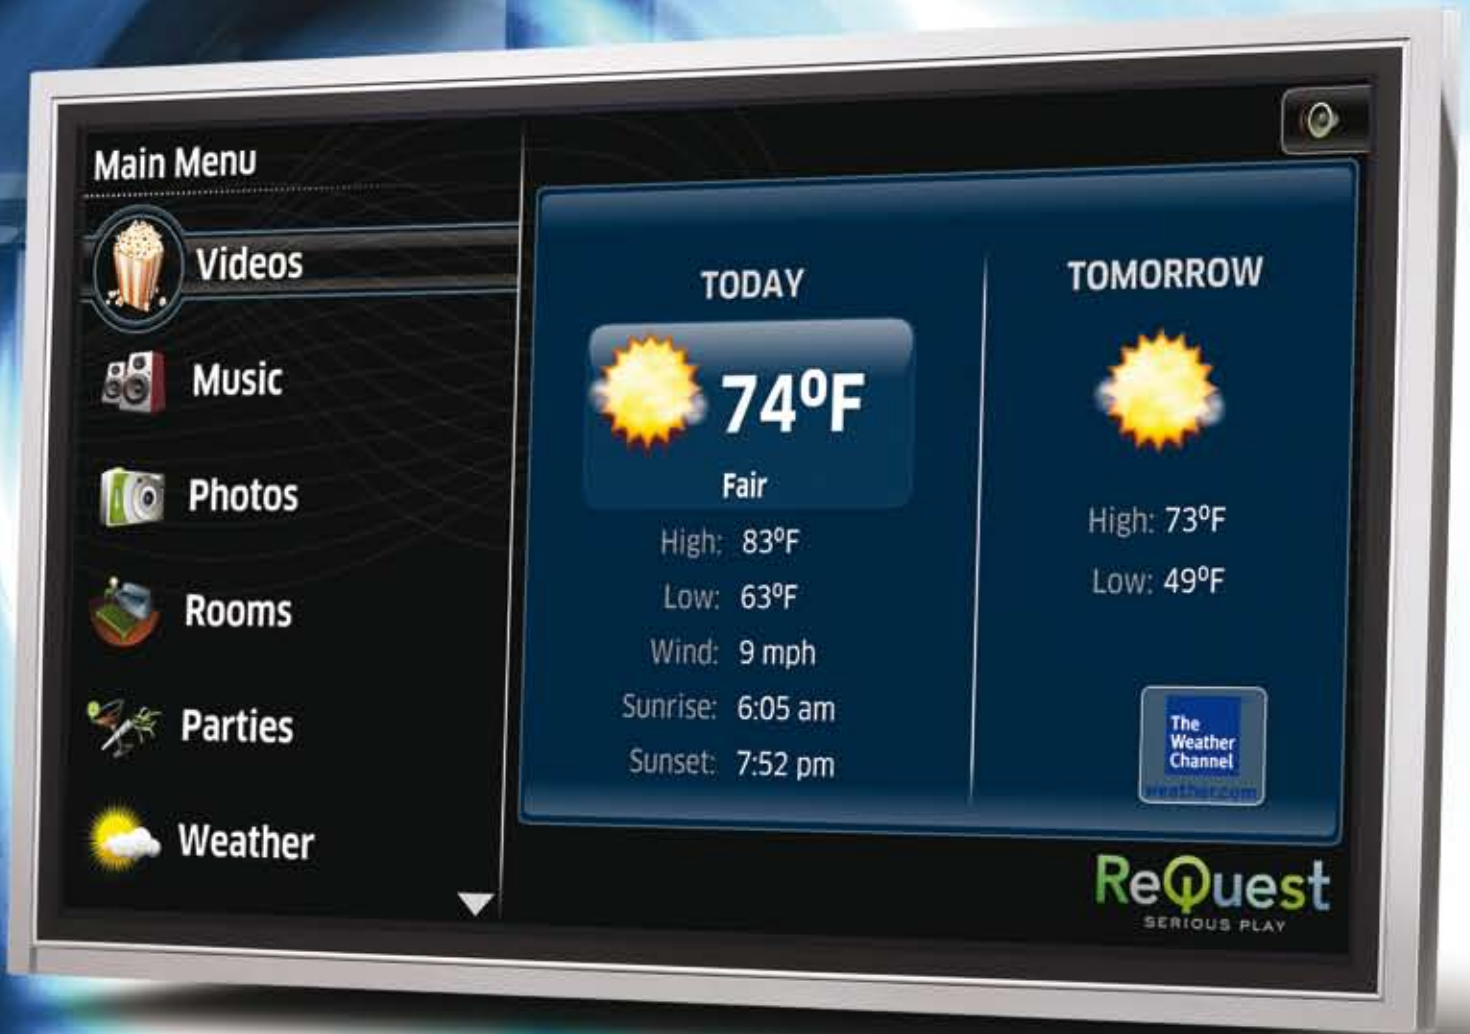 Main Menu
Videos
Music
Photos
Rooms
Parties
Weather
TODAY
74ºF
Fair
High: 83ºF
Low: 63ºF
Wind: 9 mph
Sunrise: 6:05 am
Sunset: 7:52 pm
TOMORROW
High: 73ºF
Low: 49ºF
The
Weather
Channel
weather.com
ReQuest
SERIOUS PLAY